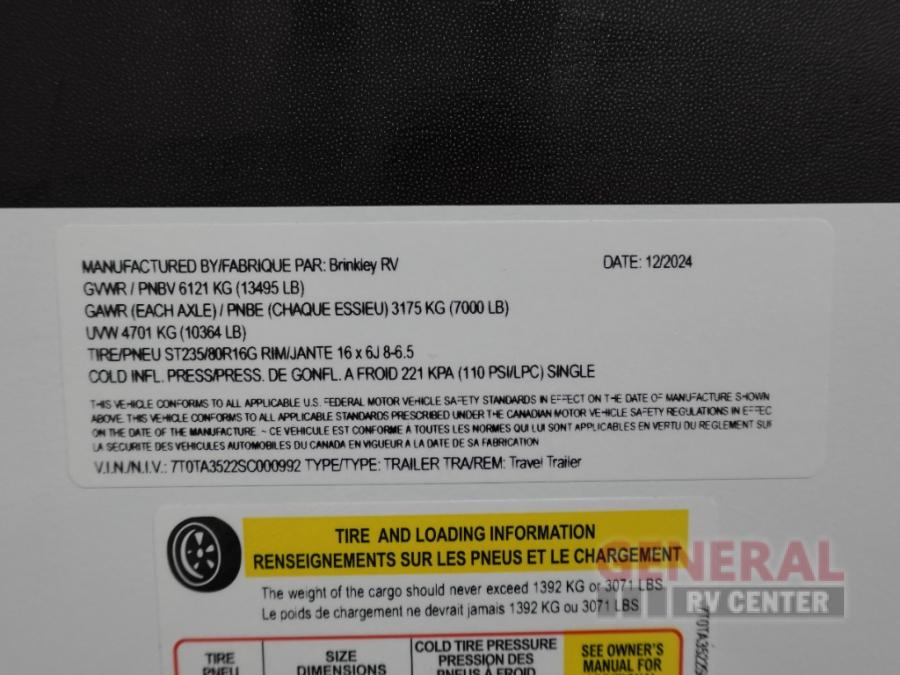 MANUFACTURED BY/FABRIQUE PAR: Brinkley RV DATE: 12/2024
GVWR / PNBV 6121 KG (13495 LB)
GAWR (EACH AXLE) / PNBE (CHAQUE ESSIEU) 3175 KG (7000 LB)
UVW 4701 KG (10364 LB)
TIRE/PNEU ST235/80R16G RIM/JANTE 16 x 6J 8-6.5
COLD INFL. PRESS/PRESS. DE GONFL. A FROID 221 KPA (110 PSI/LPC) SINGLE
THIS VEHICLE CONFORMS TO ALL APPLICABLE U.S. FEDERAL MOTOR VEHICLE SAFETY STANDARDS IN EFFECT ON THE DATE OF MANUFACTURE SHOWN
ABOVE. THIS VEHICLE CONFORMS TO ALL APPLICABLE STANDARDS PRESCRIBED UNDER THE CANADIAN MOTOR VEHICLE SAFETY REGULATIONS IN EFFEC
ON THE DATE OF THE MANUFACTURE ~ CE VEHICULE EST CONFORME A TOUTES LES NORMES QUI LUI SONT APPLICABLES EN VERTU DU REGLEMENT SUF
LA SECURITE DES VEHICULES AUTOMOBILES DU CANADA EN VIGUEUR A LA DATE DE SA FABRICATION
V.I.N./N.I.V.: 7T0TA3522SC000992 TYPE/TYPE: TRAILER TRA/REM: Travel Trailer
TIRE AND LOADING INFORMATION
RENSEIGNEMENTS SUR LES PNEUS ET LE CHARGEMENT
The weight of the cargo should never exceed 1392 KG or 3071 LBS
Le poids de chargement ne devrait jamais 1392 KG ou 3071 LBS
GENERAL
RV CENTER
TIRE SIZE COLD TIRE PRESSURE SEE OWNER'S
PNEU DIMENSIONS PRESSION DES MANUAL FOR
PNEUS A FROID